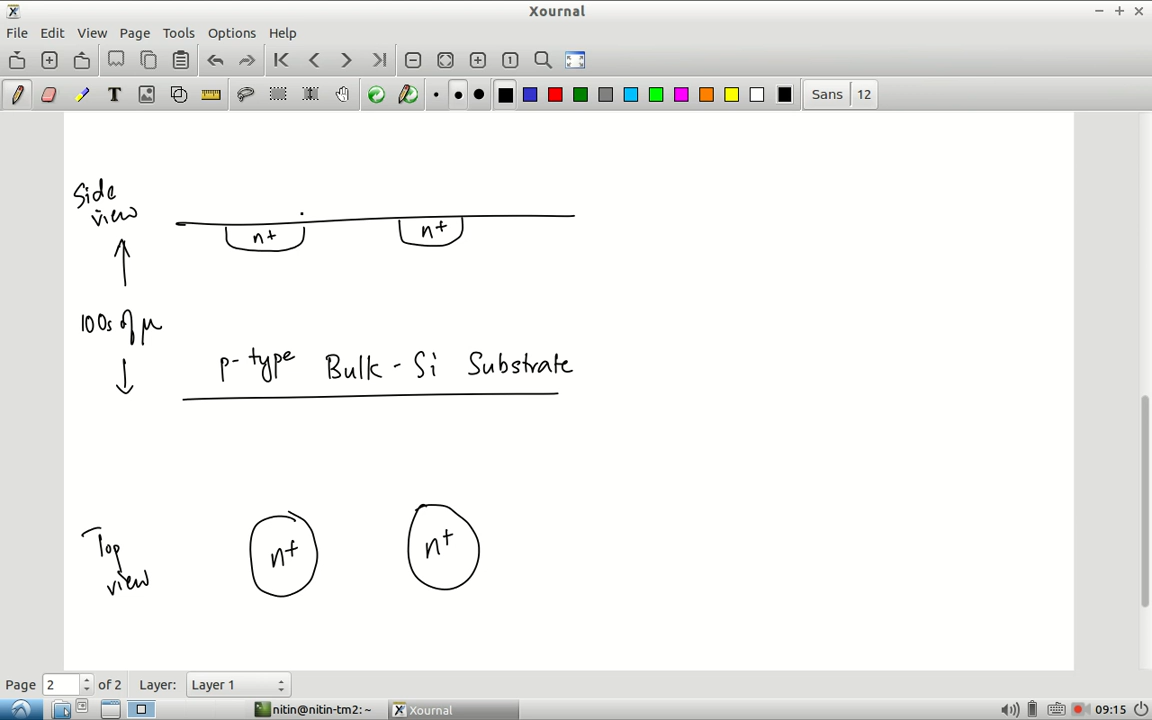 Xournal
File Edit View Page Tools Options Help
Sans 12
Side
view
n+ n+
100s of μ
p-type Bulk-Si Substrate
Top
view
n+ n+
Page 2 of 2 Layer: Layer 1
nitin@nitin-tm2: ~ Xournal 09:15